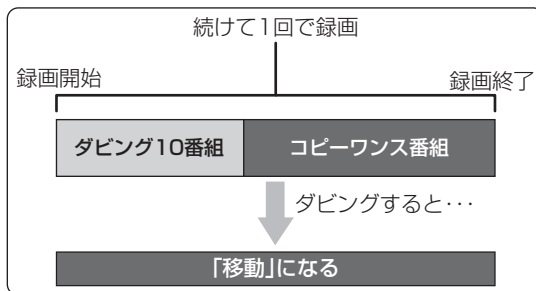 続けて1回で録画
録画開始
録画終了
ダビング10番組
コピーワンス番組
ダビングすると･･･
｢移動｣になる